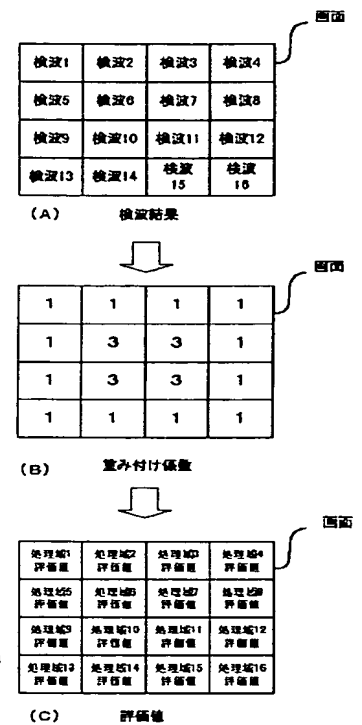 画面
検波1 検波2 検波3 検波4
検波5 検波6 検波7 検波8
検波9 検波10 検波11 検波12
検波13 検波14 検波15 検波16
(A) 検波結果
画面
1 1 1 1
1 3 3 1
1 3 3 1
1 1 1 1
(B) 重み付け係数
画面
処理域1評価値 処理域2評価値 処理域3評価値 処理域4評価値
処理域5評価値 処理域6評価値 処理域7評価値 処理域8評価値
処理域9評価値 処理域10評価値 処理域11評価値 処理域12評価値
処理域13評価値 処理域14評価値 処理域15評価値 処理域16評価値
(C) 評価値